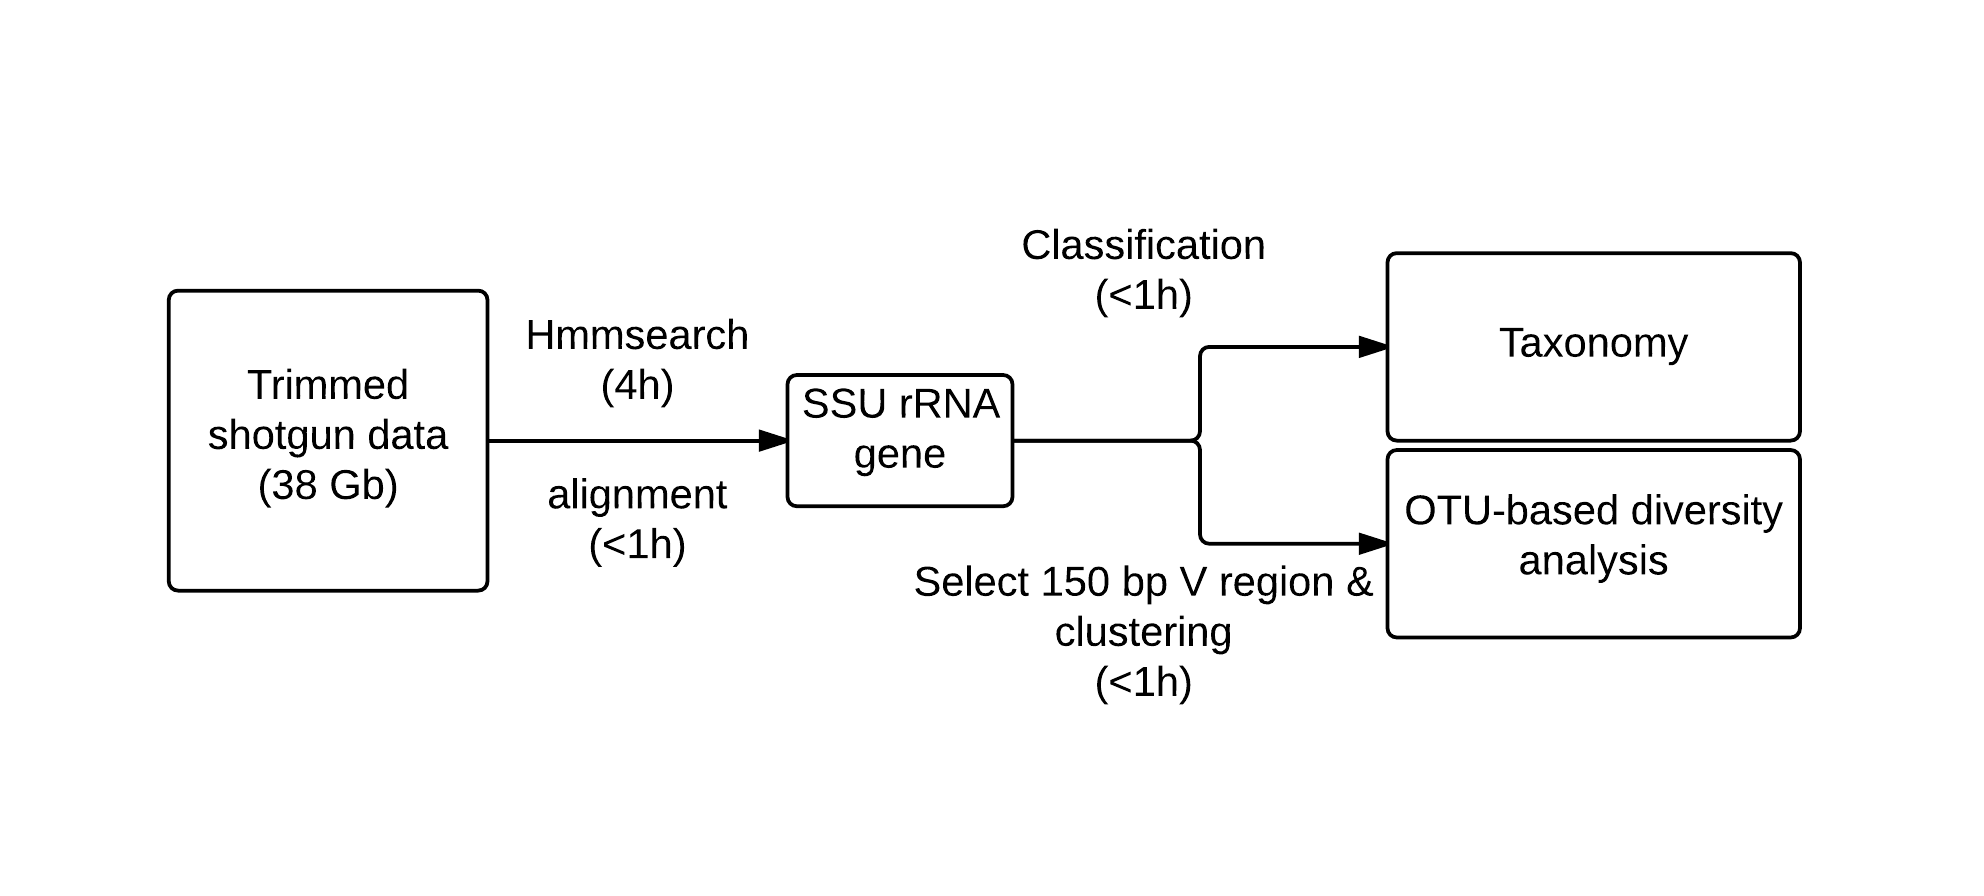 Trimmed
shotgun data
(38 Gb)
Hmmsearch
(4h)
alignment
(<1h)
SSU rRNA
gene
Classification
(<1h)
Select 150 bp V region &
clustering
(<1h)
Taxonomy
OTU-based diversity
analysis